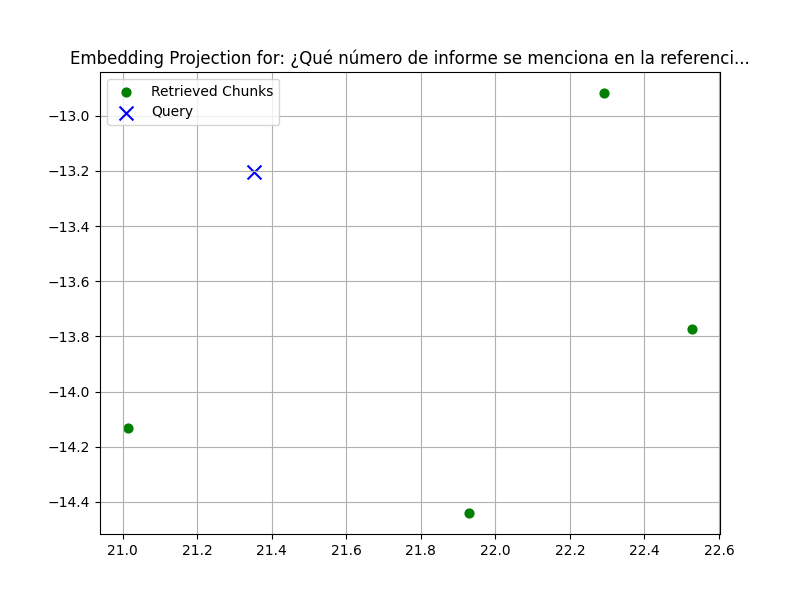 Embedding Projection for: ¿Qué número de informe se menciona en la referenci...
Retrieved Chunks
Query
−13.0
−13.2
−13.4
−13.6
−13.8
−14.0
−14.2
−14.4
21.0 21.2 21.4 21.6 21.8 22.0 22.2 22.4 22.6